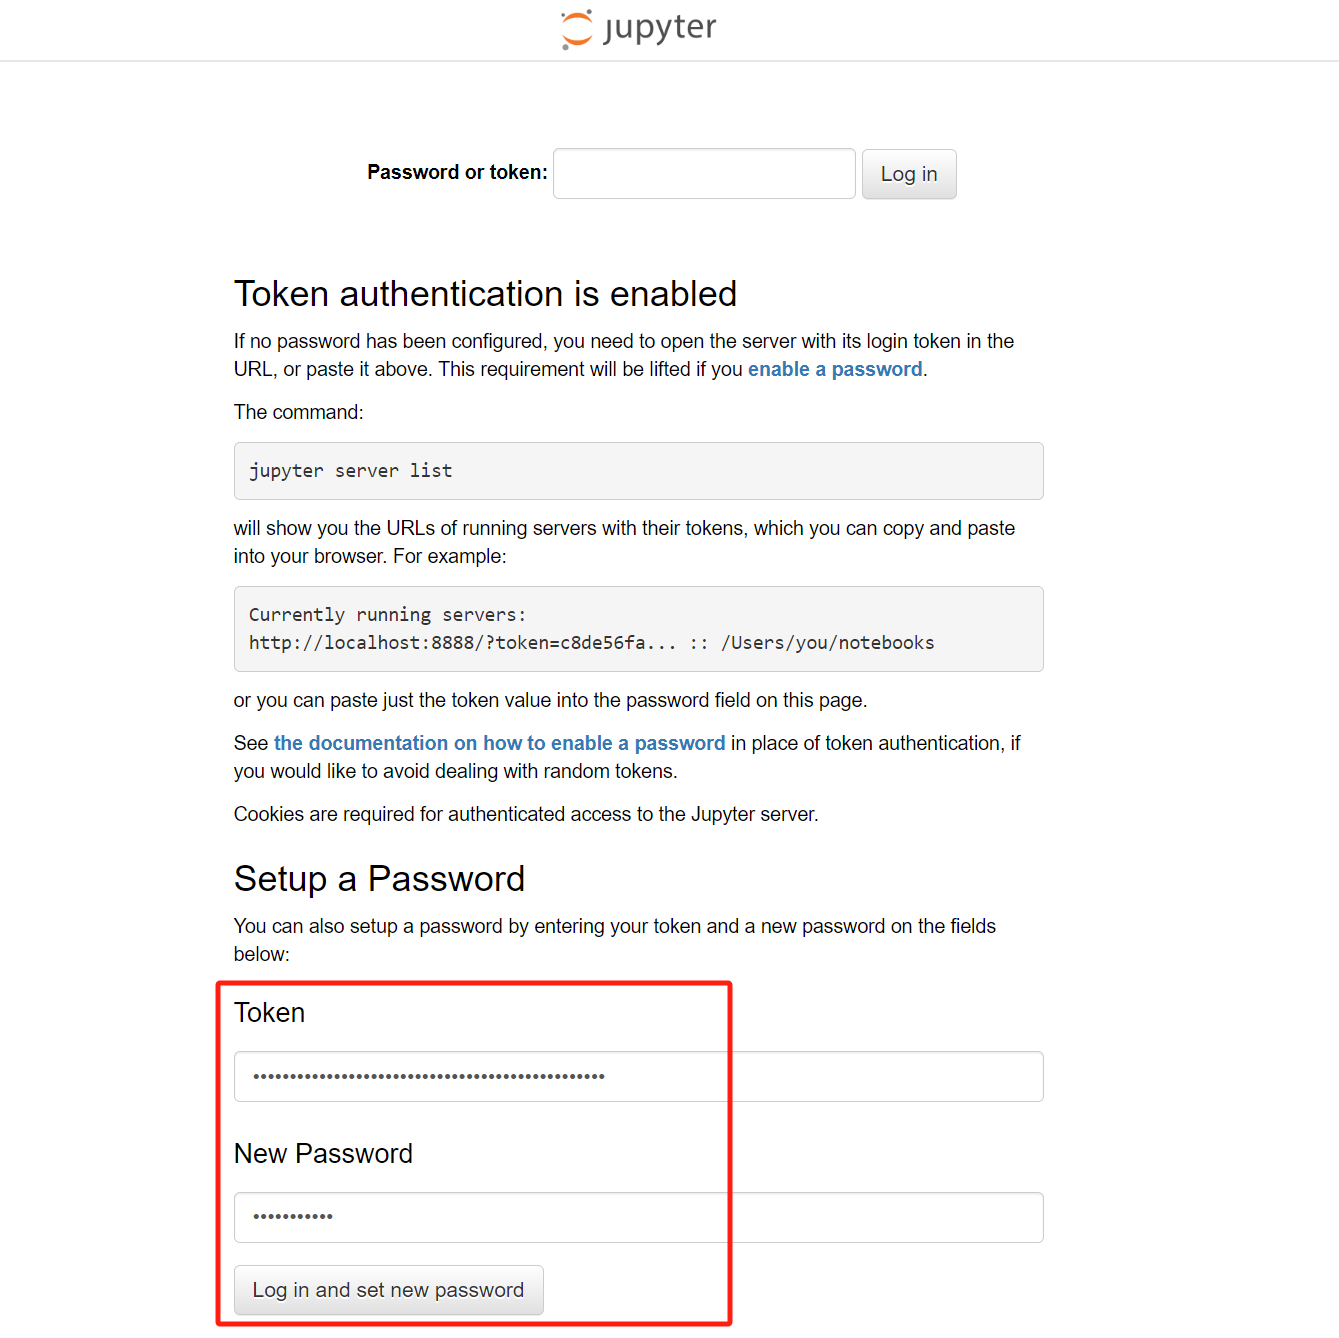 jupyter
Password or token:
Log in
Token authentication is enabled
If no password has been configured, you need to open the server with its login token in the
URL, or paste it above. This requirement will be lifted if you enable a password.
The command:
jupyter server list
will show you the URLs of running servers with their tokens, which you can copy and paste
into your browser. For example:
Currently running servers:
http://localhost:8888/?token=c8de56fa... :: /Users/you/notebooks
or you can paste just the token value into the password field on this page.
See the documentation on how to enable a password in place of token authentication, if
you would like to avoid dealing with random tokens.
Cookies are required for authenticated access to the Jupyter server.
Setup a Password
You can also setup a password by entering your token and a new password on the fields
below:
Token
New Password
Log in and set new password